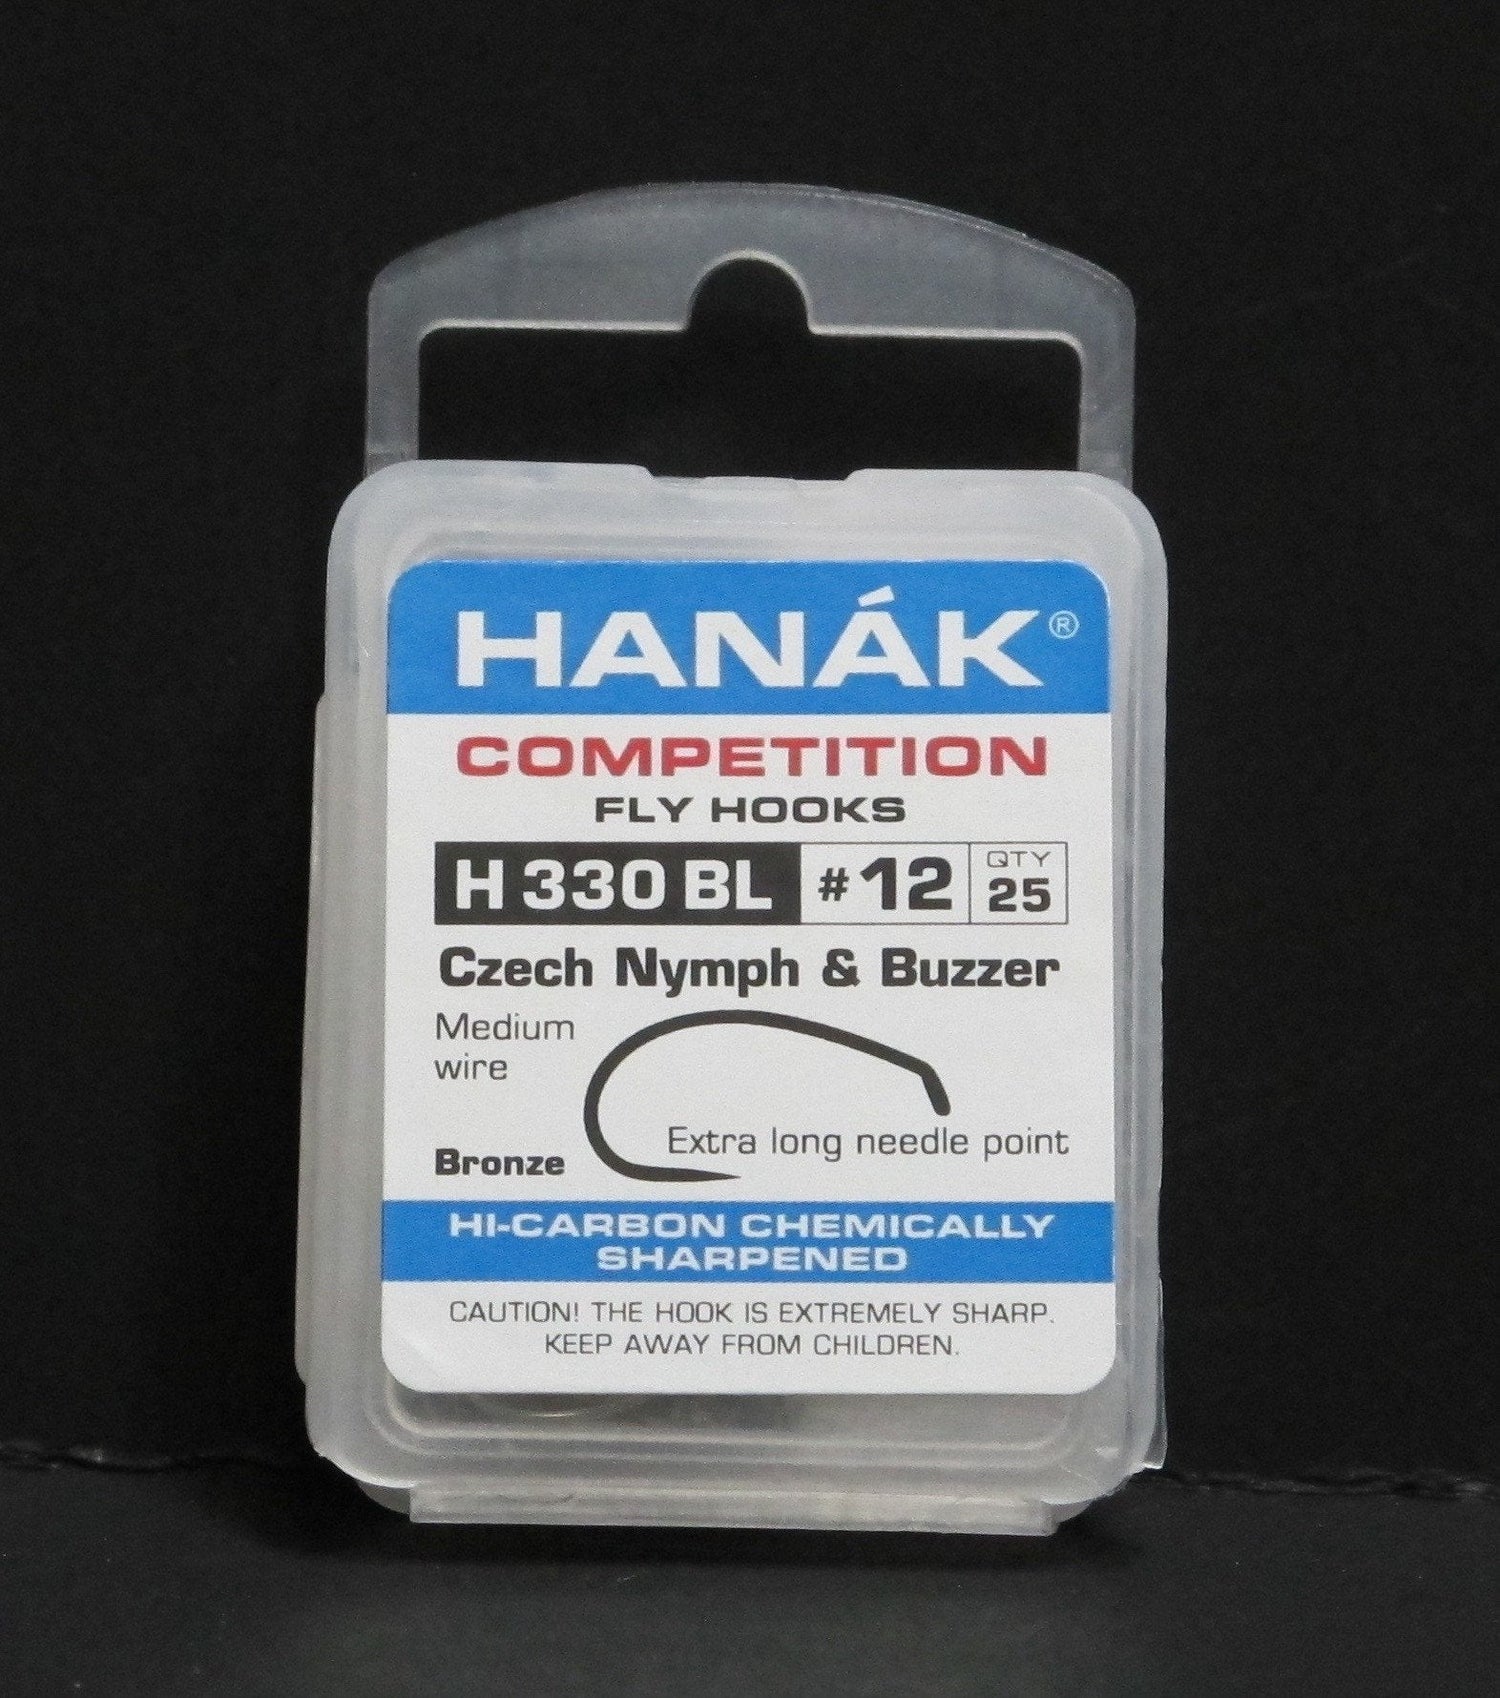 HANÁK®
COMPETITION
FLY HOOKS
H 330 BL #12 QTY 25
Czech Nymph & Buzzer
Medium
wire
Extra long needle point
Bronze
HI-CARBON CHEMICALLY
SHARPENED
CAUTION! THE HOOK IS EXTREMELY SHARP.
KEEP AWAY FROM CHILDREN.